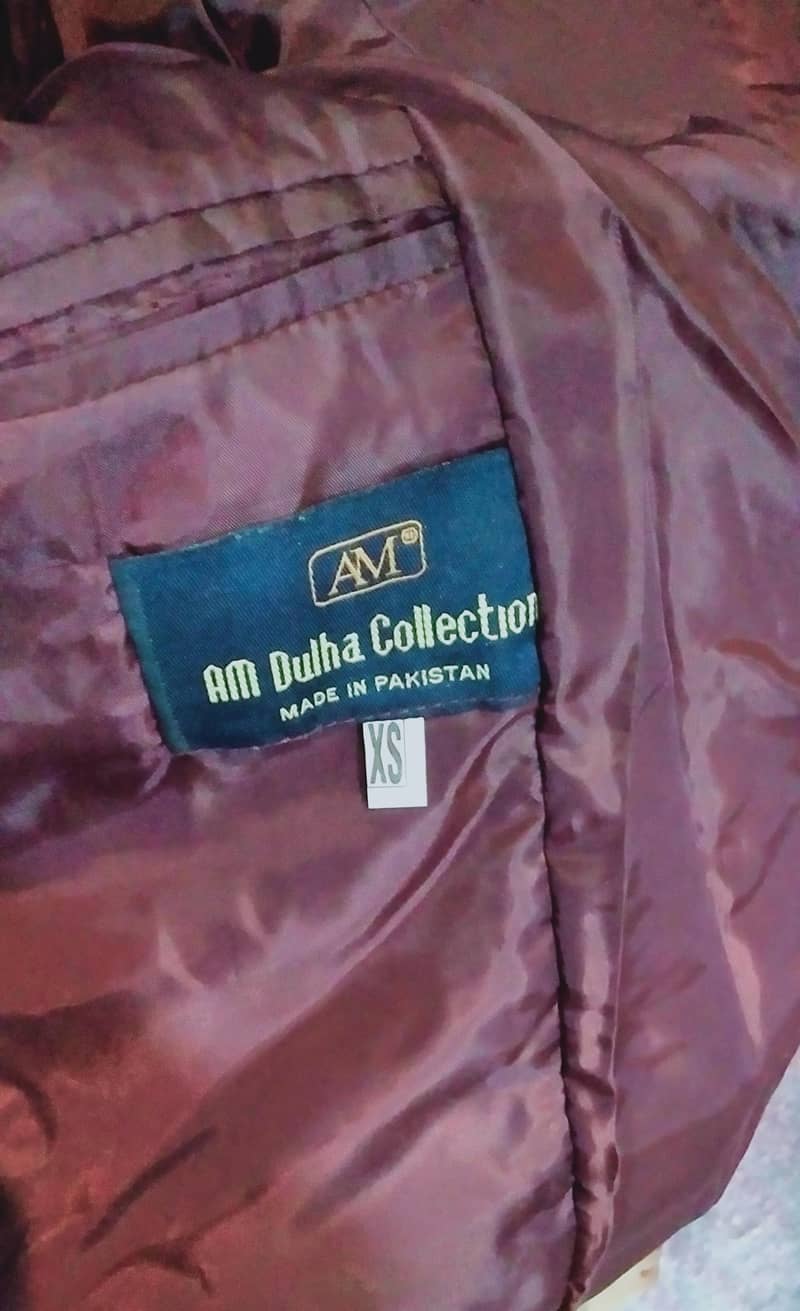 AM
AM Dulha Collection
MADE IN PAKISTAN
XS